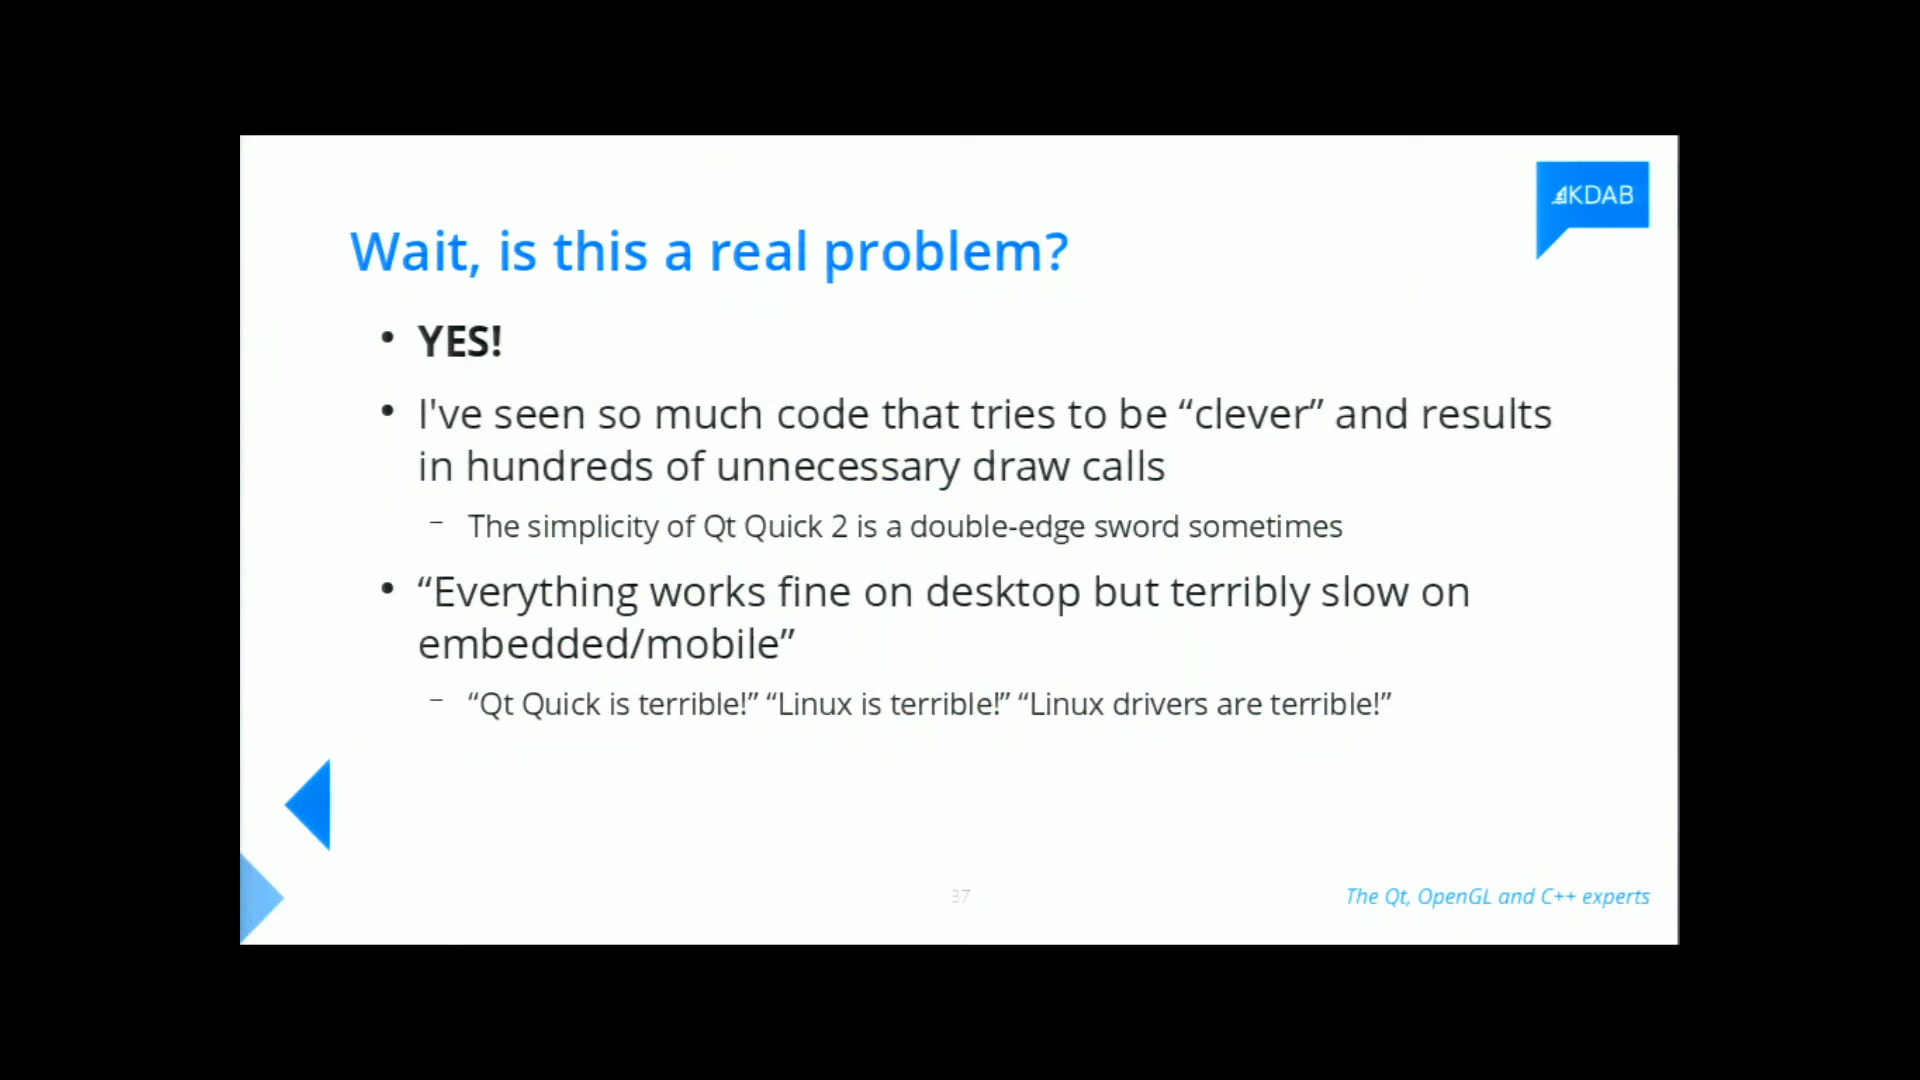 KDAB
Wait, is this a real problem?
• YES!
• I've seen so much code that tries to be “clever” and results
in hundreds of unnecessary draw calls
– The simplicity of Qt Quick 2 is a double-edge sword sometimes
• “Everything works fine on desktop but terribly slow on
embedded/mobile”
– “Qt Quick is terrible!” “Linux is terrible!” “Linux drivers are terrible!”
37
The Qt, OpenGL and C++ experts